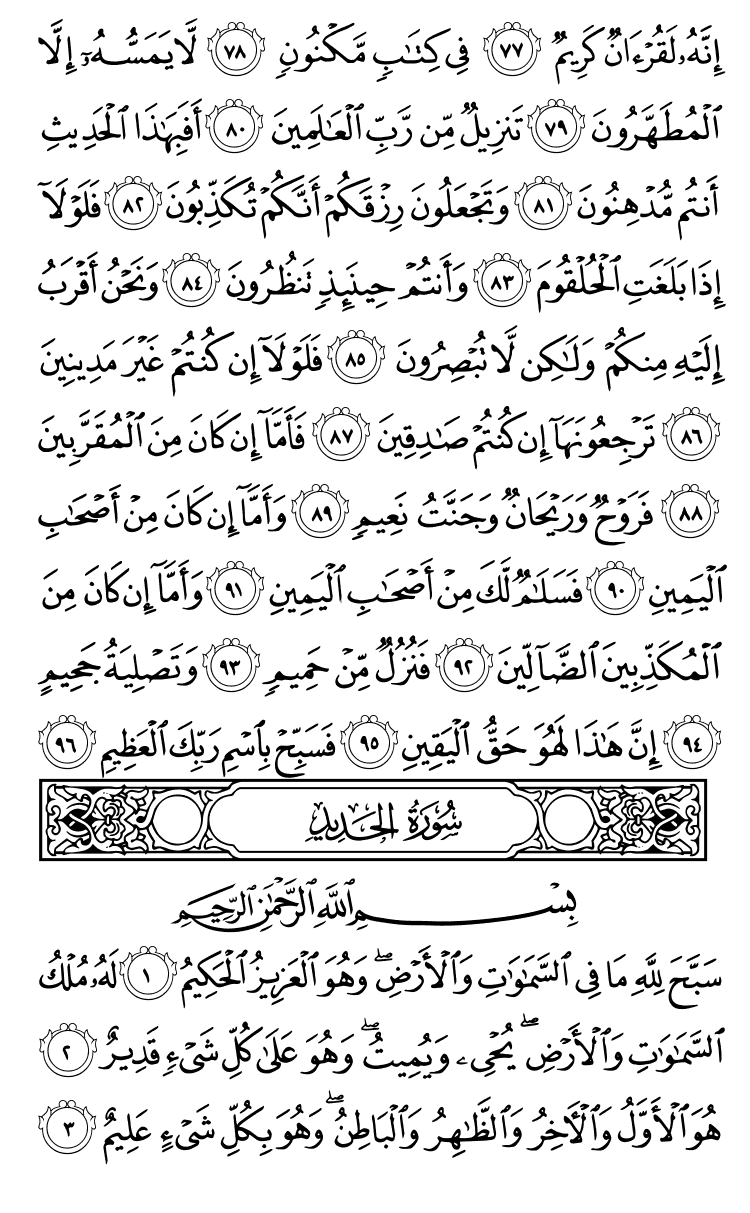 إِنَّهُۥ لَقُرْءَانٌ كَرِيمٌ ٧٧ فِى كِتَـٰبٍ مَّكْنُونٍ ٧٨ لَّا يَمَسُّهُۥٓ إِلَّا
ٱلْمُطَهَّرُونَ ٧٩ تَنزِيلٌ مِّن رَّبِّ ٱلْعَـٰلَمِينَ ٨٠ أَفَبِهَـٰذَا ٱلْحَدِيثِ
أَنتُم مُّدْهِنُونَ ٨١ وَتَجْعَلُونَ رِزْقَكُمْ أَنَّكُمْ تُكَذِّبُونَ ٨٢ فَلَوْلَآ
إِذَا بَلَغَتِ ٱلْحُلْقُومَ ٨٣ وَأَنتُمْ حِينَئِذٍ تَنظُرُونَ ٨٤ وَنَحْنُ أَقْرَبُ
إِلَيْهِ مِنكُمْ وَلَـٰكِن لَّا تُبْصِرُونَ ٨٥ فَلَوْلَآ إِن كُنتُمْ غَيْرَ مَدِينِينَ
٨٦ تَرْجِعُونَهَآ إِن كُنتُمْ صَـٰدِقِينَ ٨٧ فَأَمَّآ إِن كَانَ مِنَ ٱلْمُقَرَّبِينَ
٨٨ فَرَوْحٌ وَرَيْحَانٌ وَجَنَّتُ نَعِيمٍ ٨٩ وَأَمَّآ إِن كَانَ مِنْ أَصْحَـٰبِ
ٱلْيَمِينِ ٩٠ فَسَلَـٰمٌ لَّكَ مِنْ أَصْحَـٰبِ ٱلْيَمِينِ ٩١ وَأَمَّآ إِن كَانَ مِنَ
ٱلْمُكَذِّبِينَ ٱلضَّآلِّينَ ٩٢ فَنُزُلٌ مِّنْ حَمِيمٍ ٩٣ وَتَصْلِيَةُ جَحِيمٍ
٩٤ إِنَّ هَـٰذَا لَهُوَ حَقُّ ٱلْيَقِينِ ٩٥ فَسَبِّحْ بِٱسْمِ رَبِّكَ ٱلْعَظِيمِ ٩٦
سُورَةُ الحَدِيدِ
بِسْمِ ٱللَّهِ ٱلرَّحْمَـٰنِ ٱلرَّحِيمِ
سَبَّحَ لِلَّهِ مَا فِى ٱلسَّمَـٰوَٰتِ وَٱلْأَرْضِ ۖ وَهُوَ ٱلْعَزِيزُ ٱلْحَكِيمُ ١ لَهُۥ مُلْكُ
ٱلسَّمَـٰوَٰتِ وَٱلْأَرْضِ ۖ يُحْىِۦ وَيُمِيتُ ۖ وَهُوَ عَلَىٰ كُلِّ شَىْءٍ قَدِيرٌ ٢
هُوَ ٱلْأَوَّلُ وَٱلْـَٔاخِرُ وَٱلظَّـٰهِرُ وَٱلْبَاطِنُ ۖ وَهُوَ بِكُلِّ شَىْءٍ عَلِيمٌ ٣